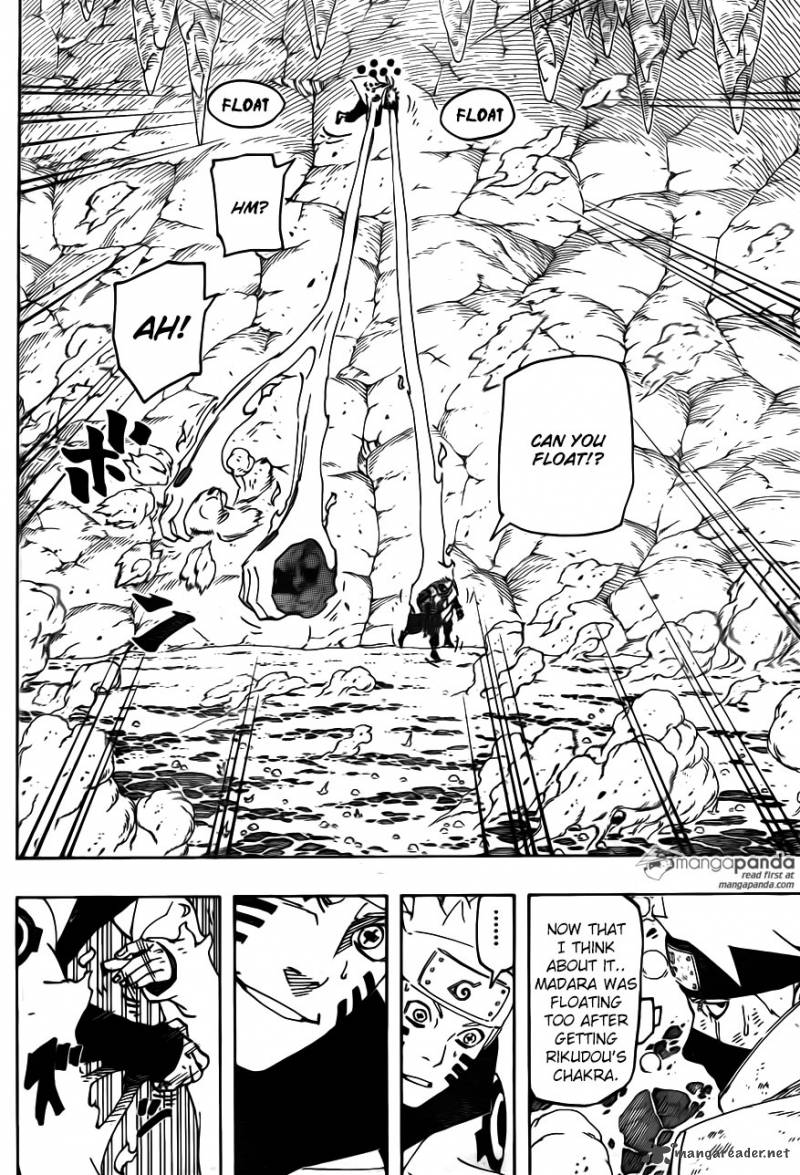 FLOAT
FLOAT
HM?
AH!
CAN YOU
FLOAT!?
ボ
ン
mangapanda
read first at
mangapanda.com
NOW THAT
I THINK
ABOUT IT..
MADARA WAS
FLOATING
TOO AFTER
GETTING
RIKUDOU'S
CHAKRA.
.......
mangareader.net